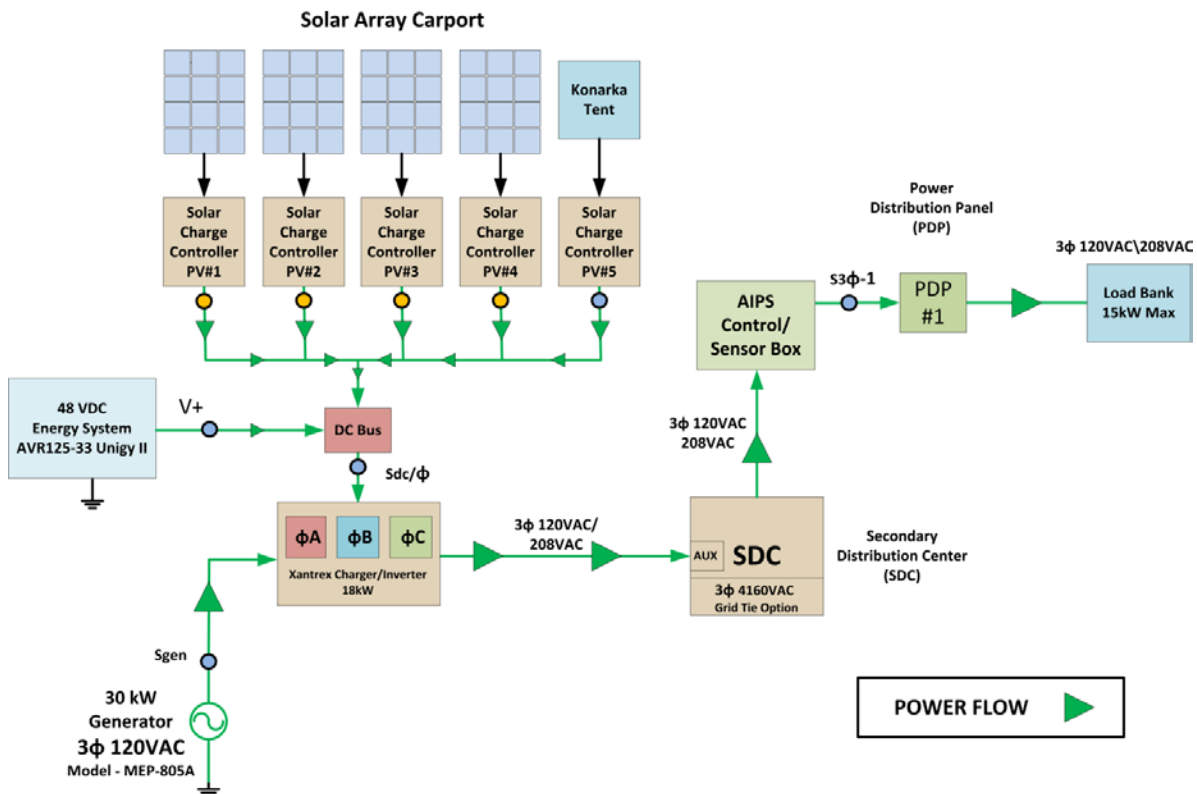 Solar Array Carport
Konarka
Tent
Solar
Charge
Controller
PV#1
Solar
Charge
Controller
PV#2
Solar
Charge
Controller
PV#3
Solar
Charge
Controller
PV#4
Solar
Charge
Controller
PV#5
Power
Distribution Panel
(PDP)
3ϕ 120VAC\208VAC
S3ϕ-1
AIPS
Control/
Sensor Box
PDP
#1
Load Bank
15kW Max
48 VDC
Energy System
AVR125-33 Unigy II
V+
DC Bus
Sdc/ϕ
3ϕ 120VAC
208VAC
ϕA
ϕB
ϕC
Xantrex Charger/Inverter
18kW
3ϕ 120VAC/
208VAC
AUX
SDC
3ϕ 4160VAC
Grid Tie Option
Secondary
Distribution Center
(SDC)
Sgen
30 kW
Generator
3ϕ 120VAC
Model - MEP-805A
POWER FLOW